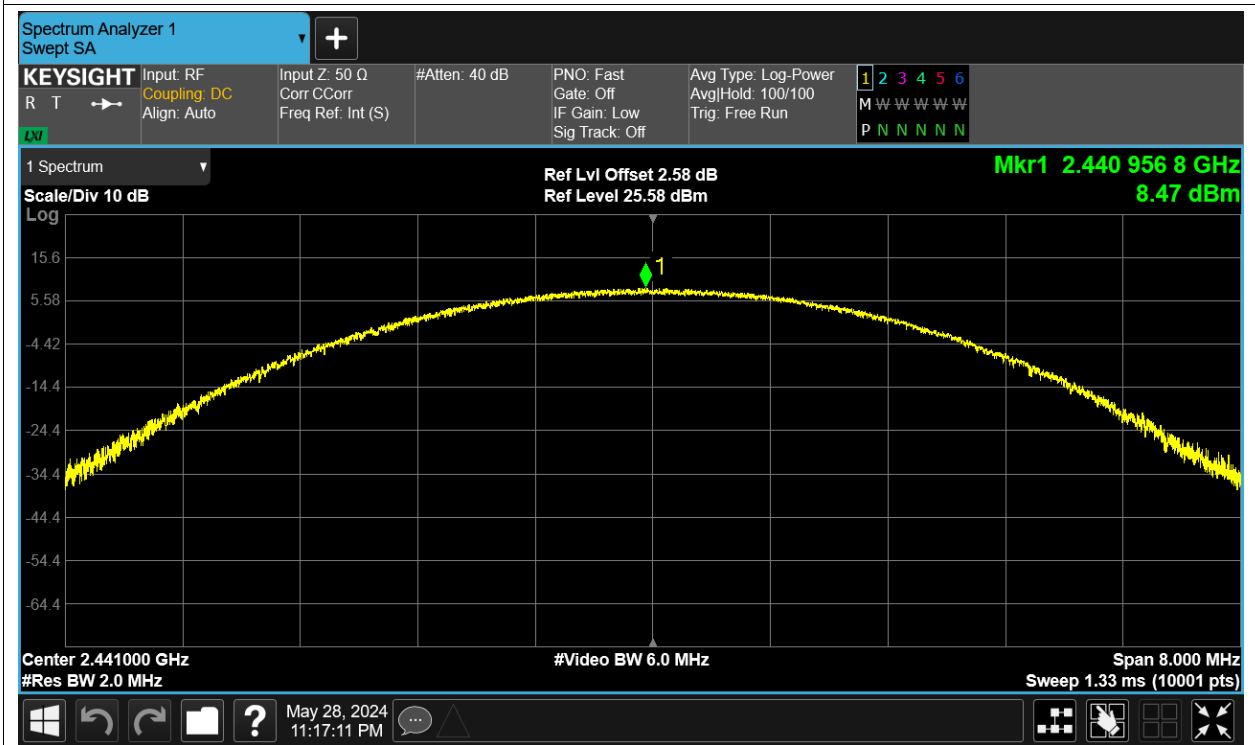 Spectrum Analyzer 1
Swept SA
KEYSIGHT
R T
LXI
Input: RF
Coupling: DC
Align: Auto
Input Z: 50 Ω
Corr CCorr
Freq Ref: Int (S)
#Atten: 40 dB
PNO: Fast
Gate: Off
IF Gain: Low
Sig Track: Off
Avg Type: Log-Power
Avg|Hold: 100/100
Trig: Free Run
1 2 3 4 5 6
M W W W W W
P N N N N N
1 Spectrum
Scale/Div 10 dB
Log
Ref Lvl Offset 2.58 dB
Ref Level 25.58 dBm
Mkr1 2.440 956 8 GHz
8.47 dBm
1
15.6
5.58
-4.42
-14.4
-24.4
-34.4
-44.4
-54.4
-64.4
Center 2.441000 GHz
#Res BW 2.0 MHz
#Video BW 6.0 MHz
Span 8.000 MHz
Sweep 1.33 ms (10001 pts)
?
May 28, 2024
11:17:11 PM